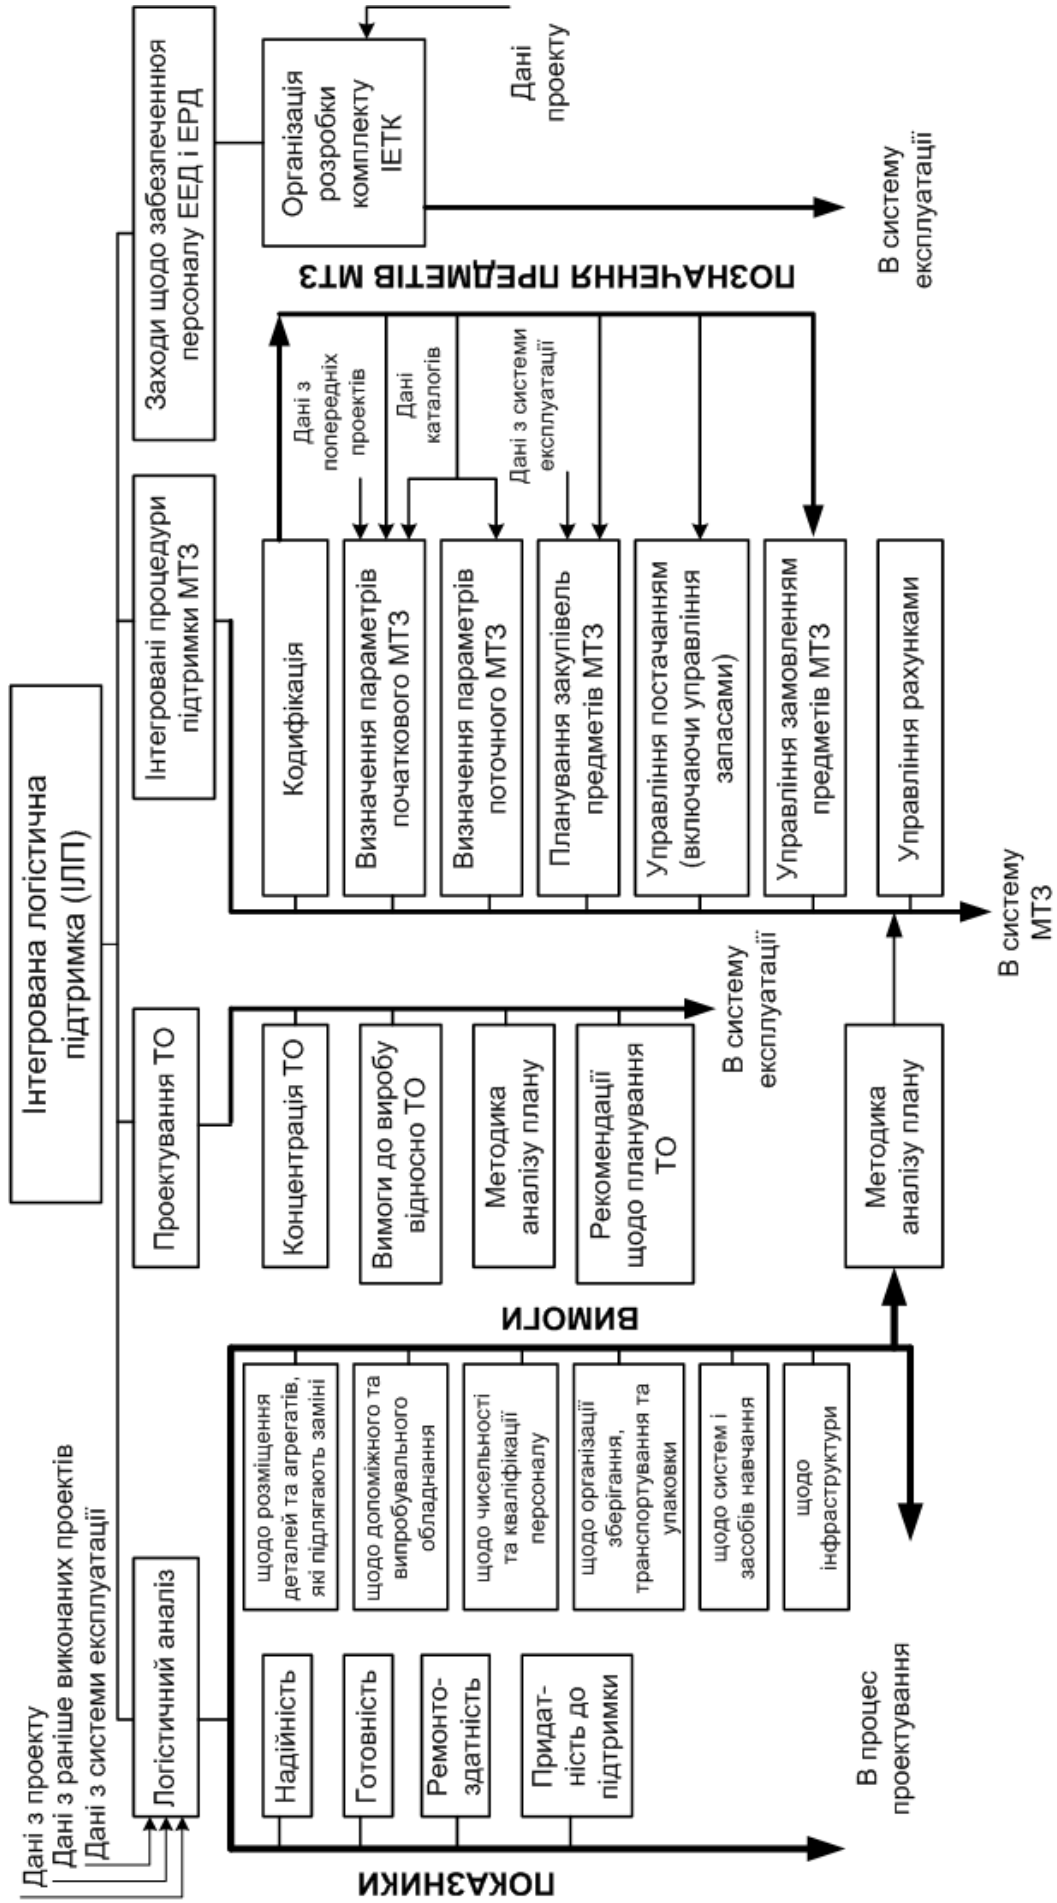 Інтегрована логістична
підтримка (ІЛП)
Дані з проекту
Дані з раніше виконаних проектів
Дані з системи експлуатації
Логістичний аналіз
Проектування ТО
Інтегровані процедури
підтримки МТЗ
Заходи щодо забезпеченнюя
персоналу ЕЕД і ЕРД
ПОКАЗНИКИ
Надійність
Готовність
Ремонто-
здатність
Придат-
ність до
підтримки
щодо розміщення
деталей та агрегатів,
які підлягають заміні
щодо допоміжного та
випробувального
обладнання
щодо чисельності
та кваліфікації
персоналу
щодо організації
зберігання,
транспортування та
упаковки
щодо систем і
засобів навчання
щодо
інфраструктури
В процес
проектування
ВИМОГИ
Концентрація ТО
Вимоги до виробу
відносно ТО
Методика
аналізу плану
Рекомендації
щодо планування
ТО
В систему
експлуатації
Методика
аналізу плану
Кодифікація
Визначення параметрів
початкового МТЗ
Визначення параметрів
поточного МТЗ
Планування закупівель
предметів МТЗ
Управління постачанням
(включаючи управління
запасами)
Управління замовленням
предметів МТЗ
Управління рахунками
В систему
МТЗ
Дані з
попередніх
проектів
Дані
каталогів
Дані з системи
експлуатації
ПОЗНАЧЕННЯ ПРЕДМЕТІВ МТЗ
Організація
розробки
комплекту
ІЕТК
Дані
проекту
В систему
експлуатації